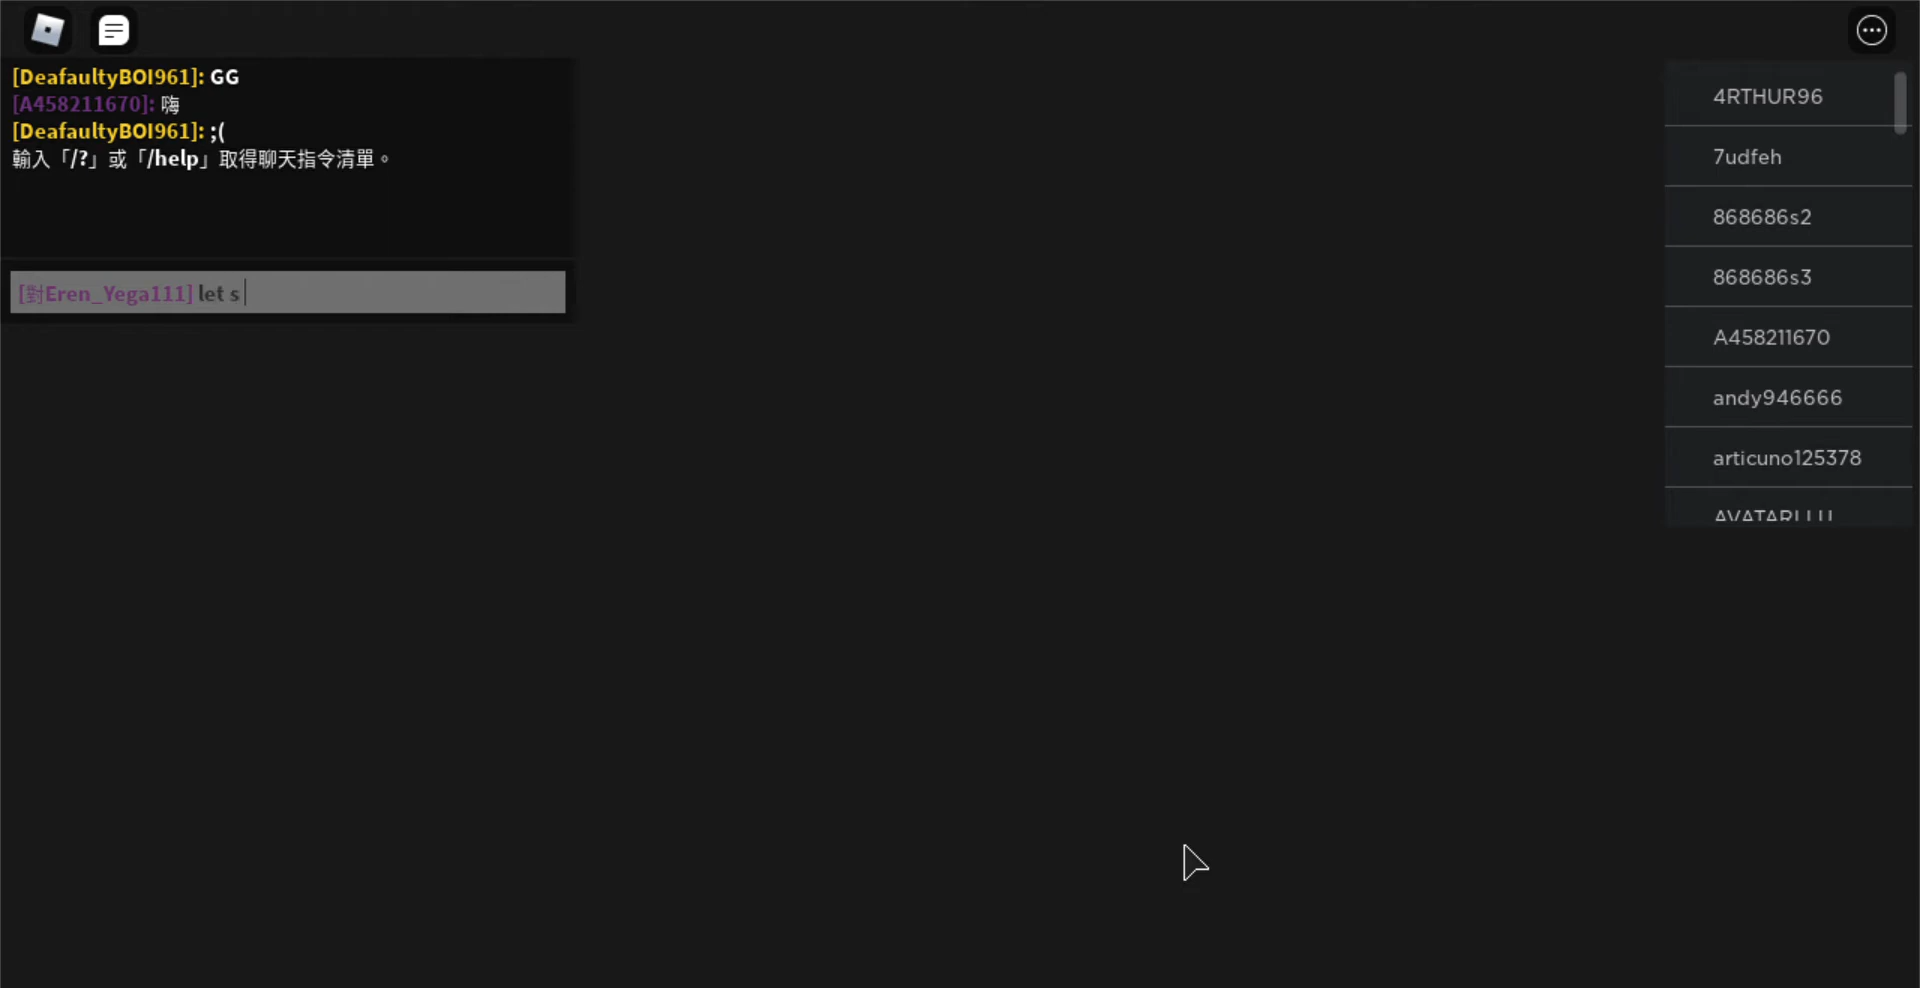 [DeafaultyBOI961]: GG
[A458211670]: 嗨
[DeafaultyBOI961]: ;(
輸入「/?」或「/help」取得聊天指令清單。
[對Eren_Yega111] let s
4RTHUR96
7udfeh
868686s2
868686s3
A458211670
andy946666
articuno125378